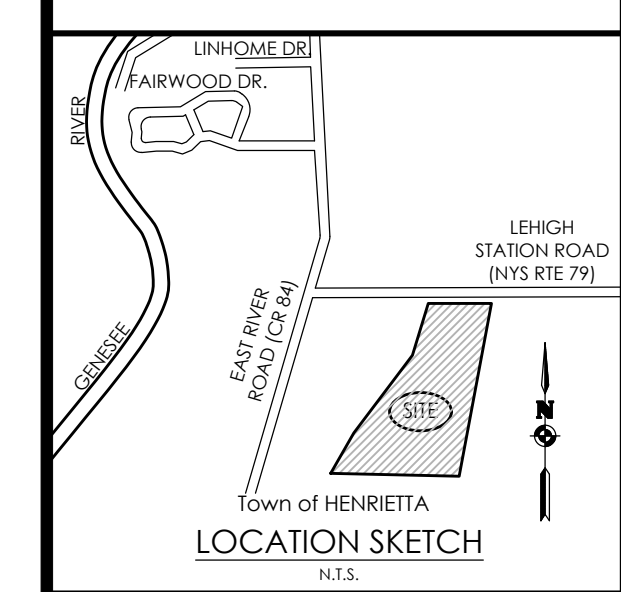 LINHOME DR.
FAIRWOOD DR.
RIVER
LEHIGH
STATION ROAD
(NYS RTE 79)
EAST RIVER
ROAD (CR 84)
GENESEE
SITE
N
Town of HENRIETTA
LOCATION SKETCH
N.T.S.